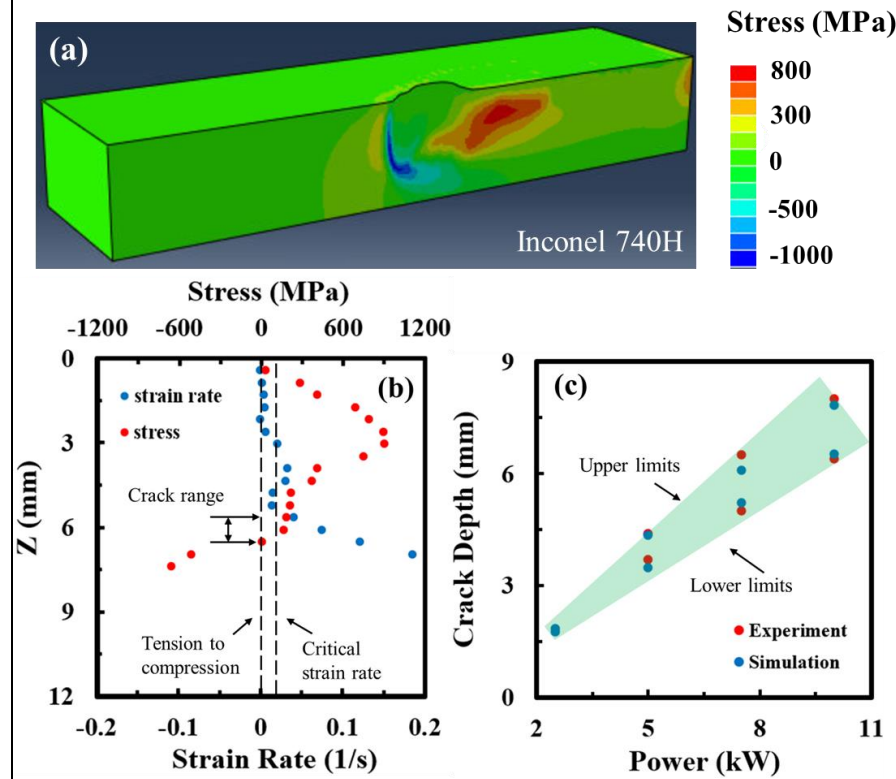 Stress (MPa)
(a)
800
300
0
-500
-1000
Inconel 740H
Stress (MPa)
-1200
-600
0
600
1200
0
3
6
9
12
Z (mm)
strain rate
stress
(b)
Crack range
Tension to
compression
Critical
strain rate
-0.2
-0.1
0
0.1
0.2
Strain Rate (1/s)
9
6
3
0
Crack Depth (mm)
(c)
Upper limits
Lower limits
Experiment
Simulation
2
5
8
11
Power (kW)